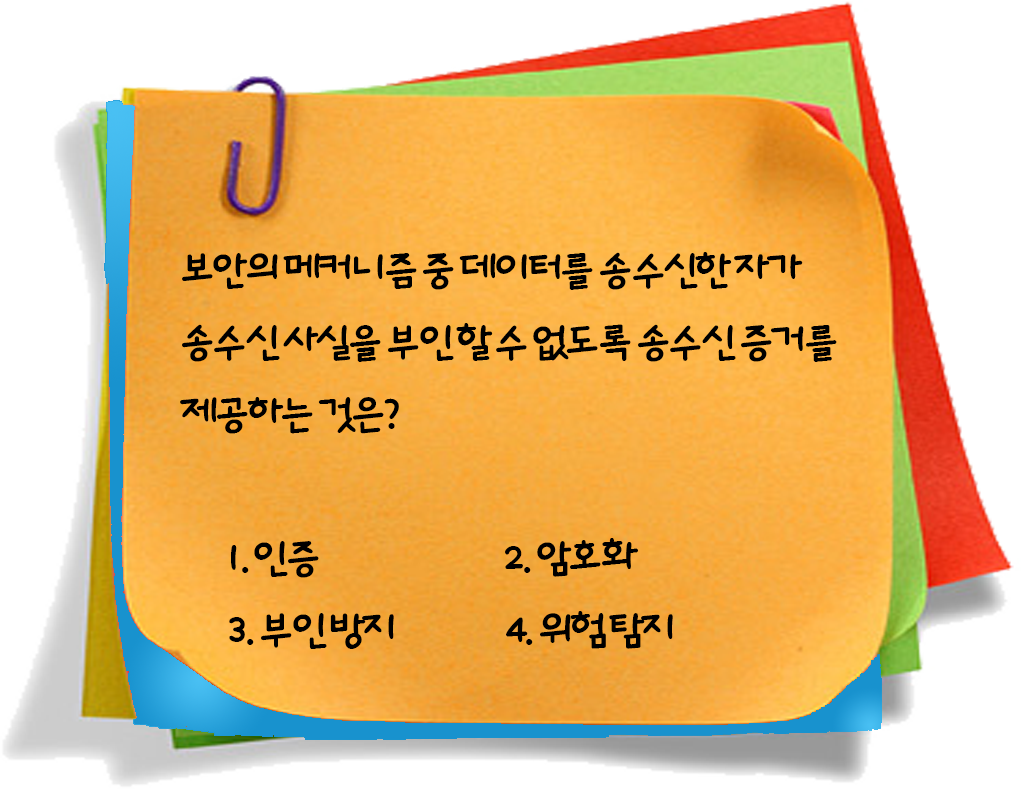 보안의 메커니즘 중 데이터를 송수신한 자가
송수신 사실을 부인할 수 없도록 송수신 증거를
제공하는 것은?
1. 인증 2. 암호화
3. 부인방지 4. 위험탐지